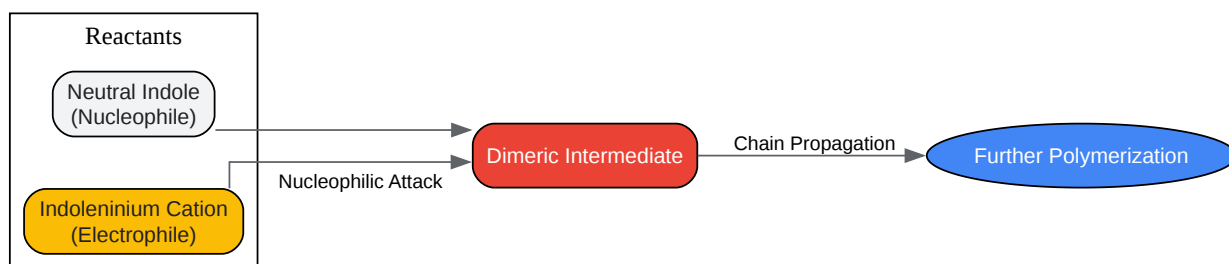 Reactants
Neutral Indole
(Nucleophile)
Indoleninium Cation
(Electrophile)
Nucleophilic Attack
Dimeric Intermediate
Chain Propagation
Further Polymerization